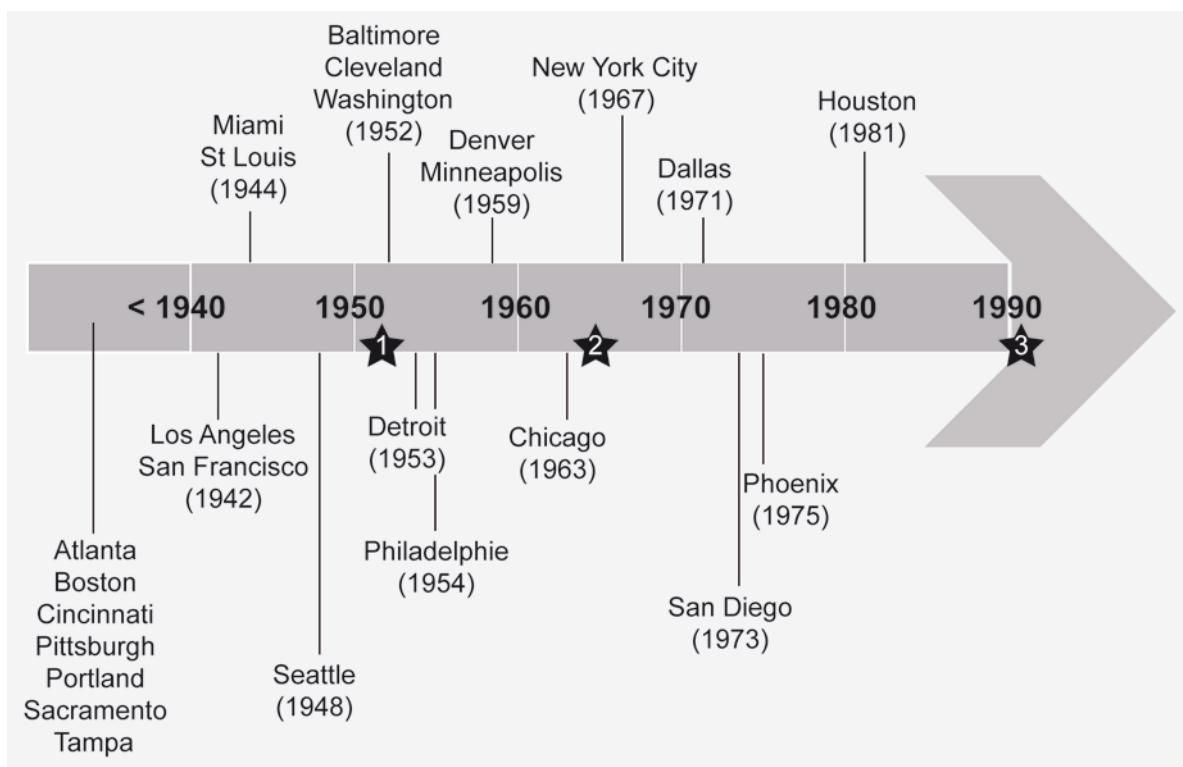 Baltimore
Cleveland
Washington
(1952)
New York City
(1967)
Houston
(1981)
Miami
St Louis
(1944)
Denver
Minneapolis
(1959)
Dallas
(1971)
< 1940
1950
1960
1970
1980
1990
1
2
3
Los Angeles
San Francisco
(1942)
Detroit
(1953)
Chicago
(1963)
Phoenix
(1975)
Atlanta
Boston
Cincinnati
Pittsburgh
Portland
Sacramento
Tampa
Philadelphie
(1954)
San Diego
(1973)
Seattle
(1948)